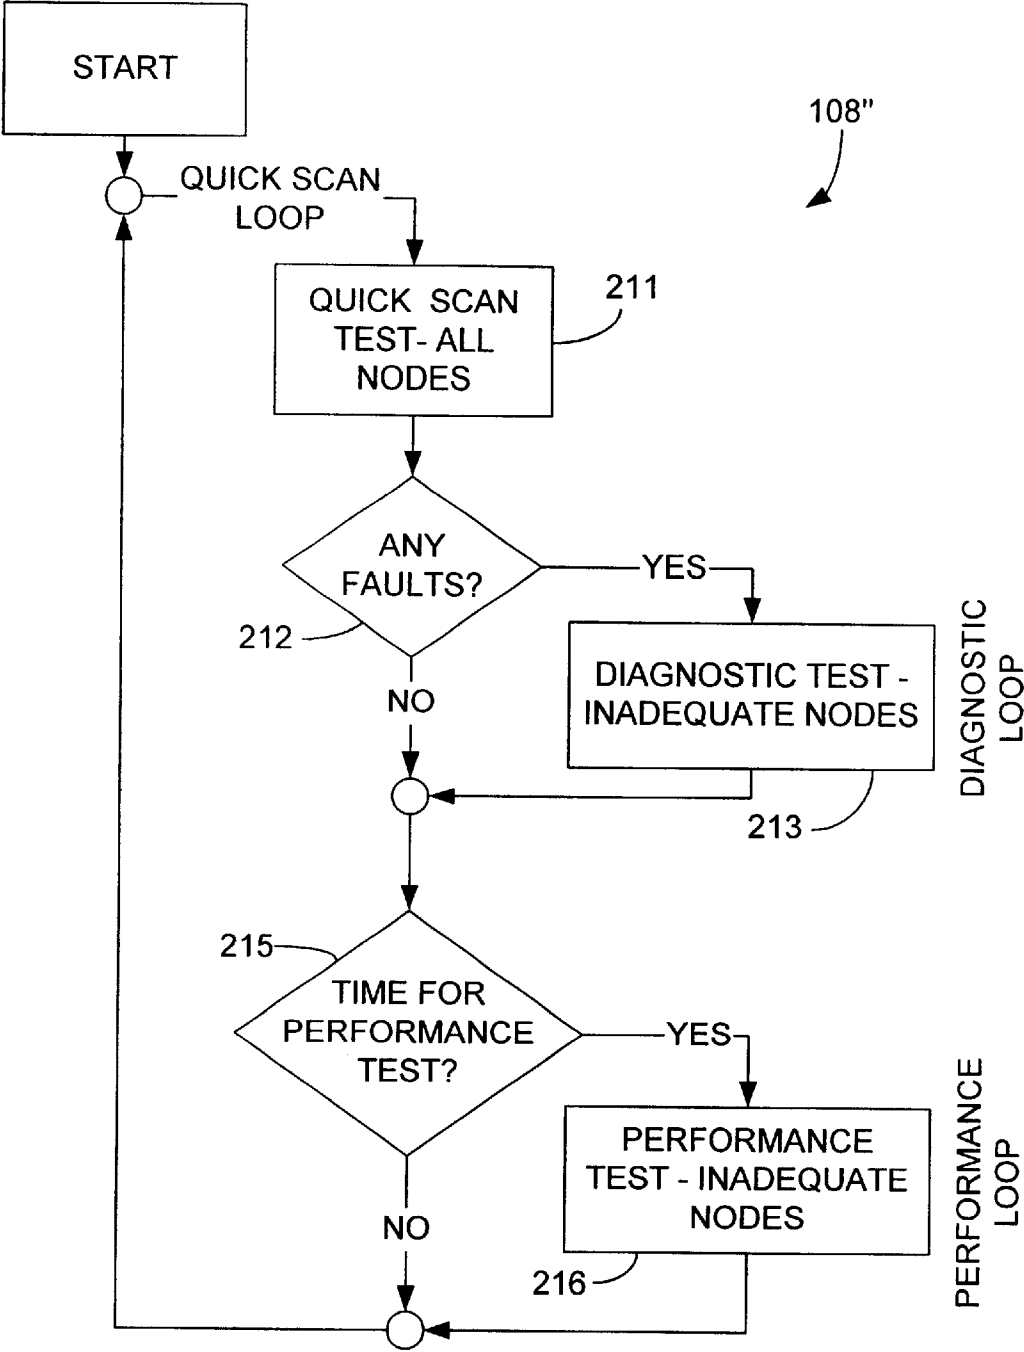 START
108"
QUICK SCAN
LOOP
QUICK SCAN
TEST- ALL
NODES
211
ANY
FAULTS?
YES
212
NO
DIAGNOSTIC TEST -
INADEQUATE NODES
DIAGNOSTIC
LOOP
213
215
TIME FOR
PERFORMANCE
TEST?
YES
NO
PERFORMANCE
TEST - INADEQUATE
NODES
PERFORMANCE
LOOP
216